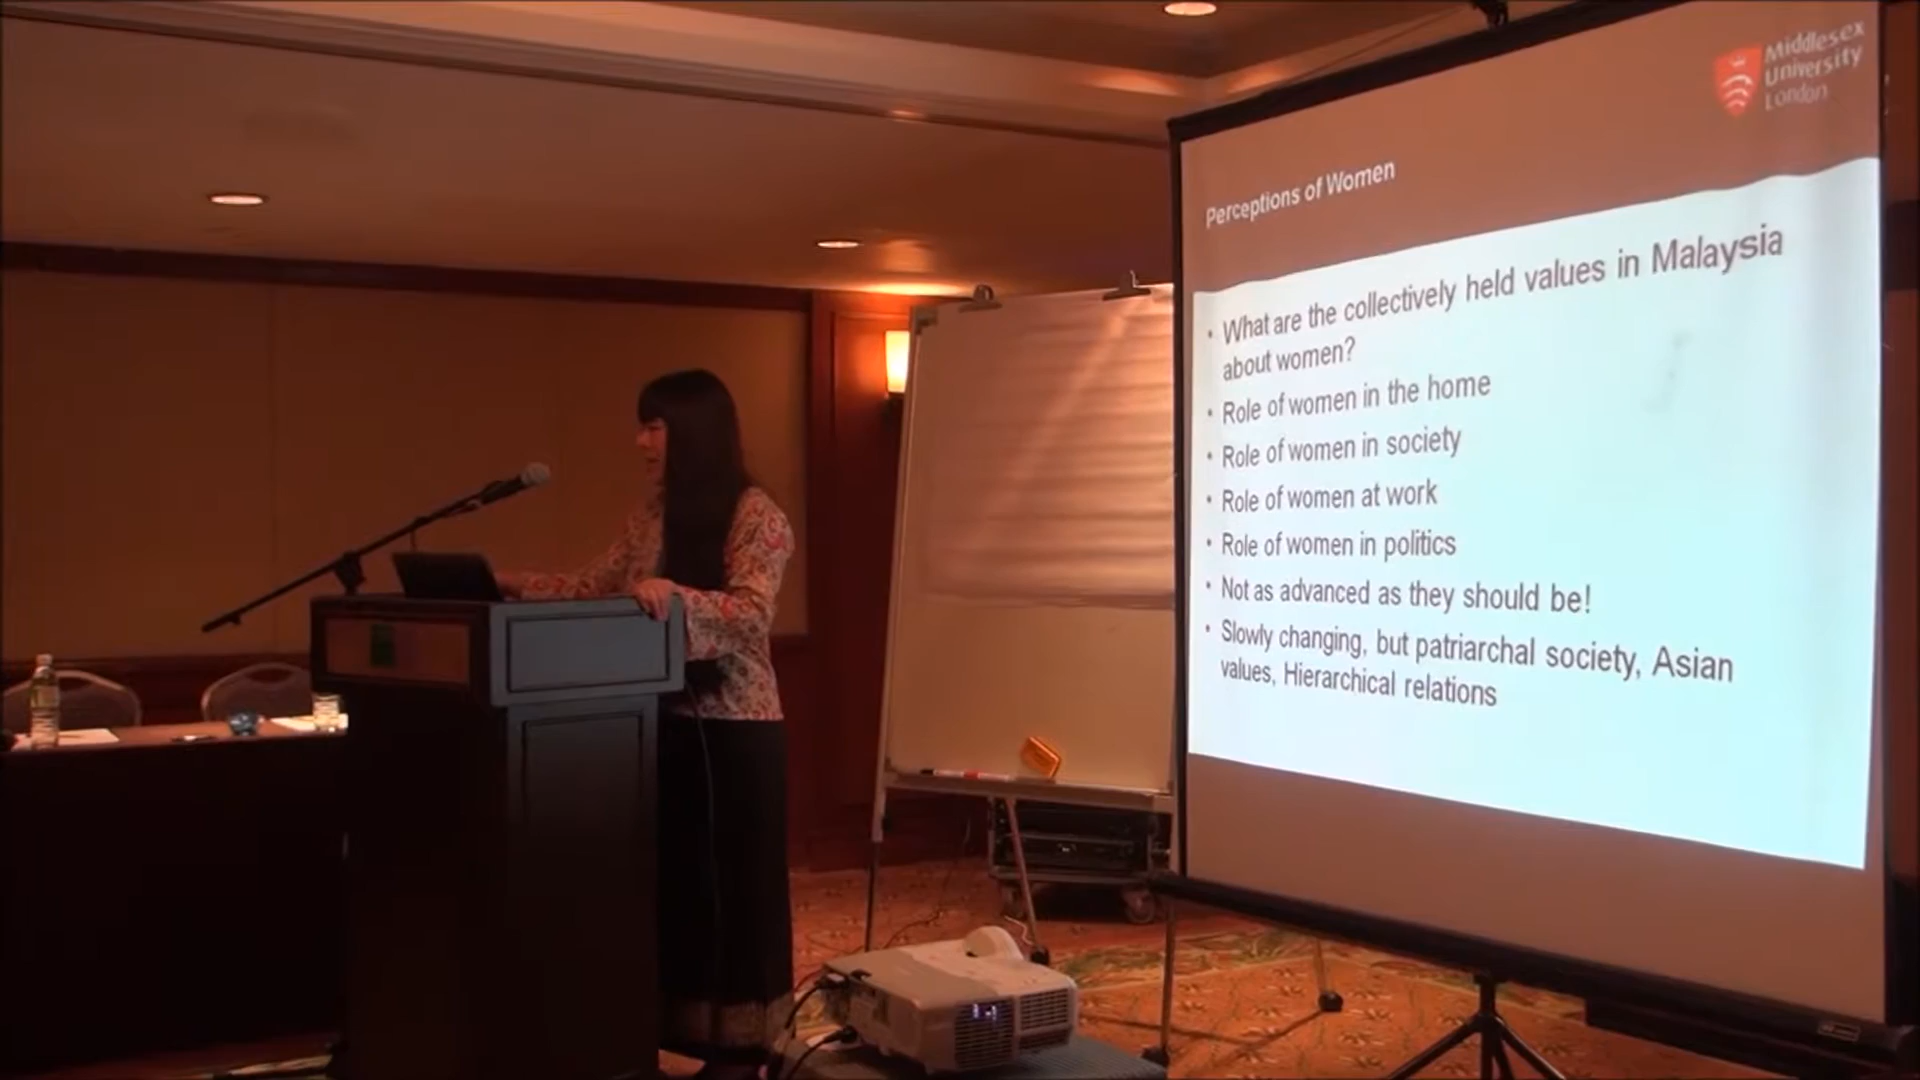 Middlesex
University
London
Perceptions of Women
• What are the collectively held values in Malaysia
about women?
• Role of women in the home
• Role of women in society
• Role of women at work
• Role of women in politics
• Not as advanced as they should be!
• Slowly changing, but patriarchal society, Asian
values, Hierarchical relations